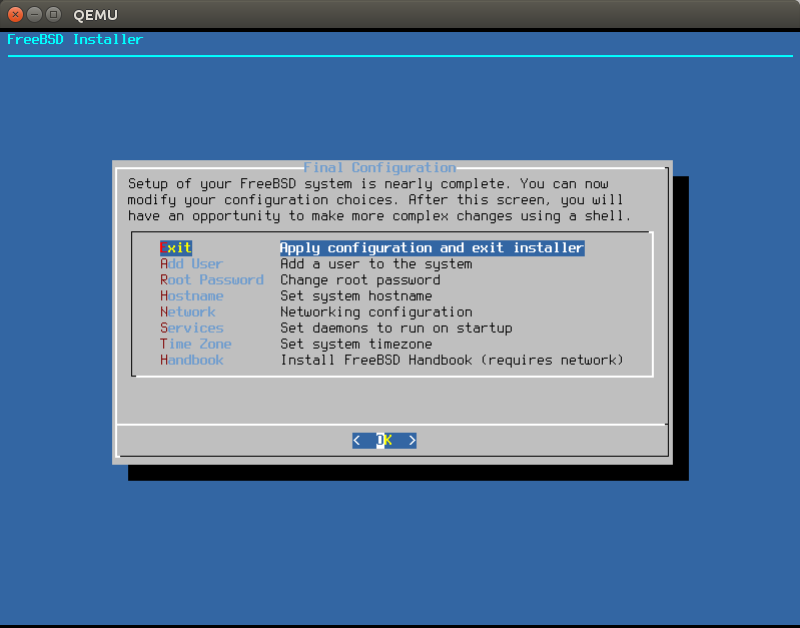 QEMU
FreeBSD Installer
Final Configuration
Setup of your FreeBSD system is nearly complete. You can now
modify your configuration choices. After this screen, you will
have an opportunity to make more complex changes using a shell.
Exit Apply configuration and exit installer
Add User Add a user to the system
Root Password Change root password
Hostname Set system hostname
Network Networking configuration
Services Set daemons to run on startup
Time Zone Set system timezone
Handbook Install FreeBSD Handbook (requires network)
< OK >